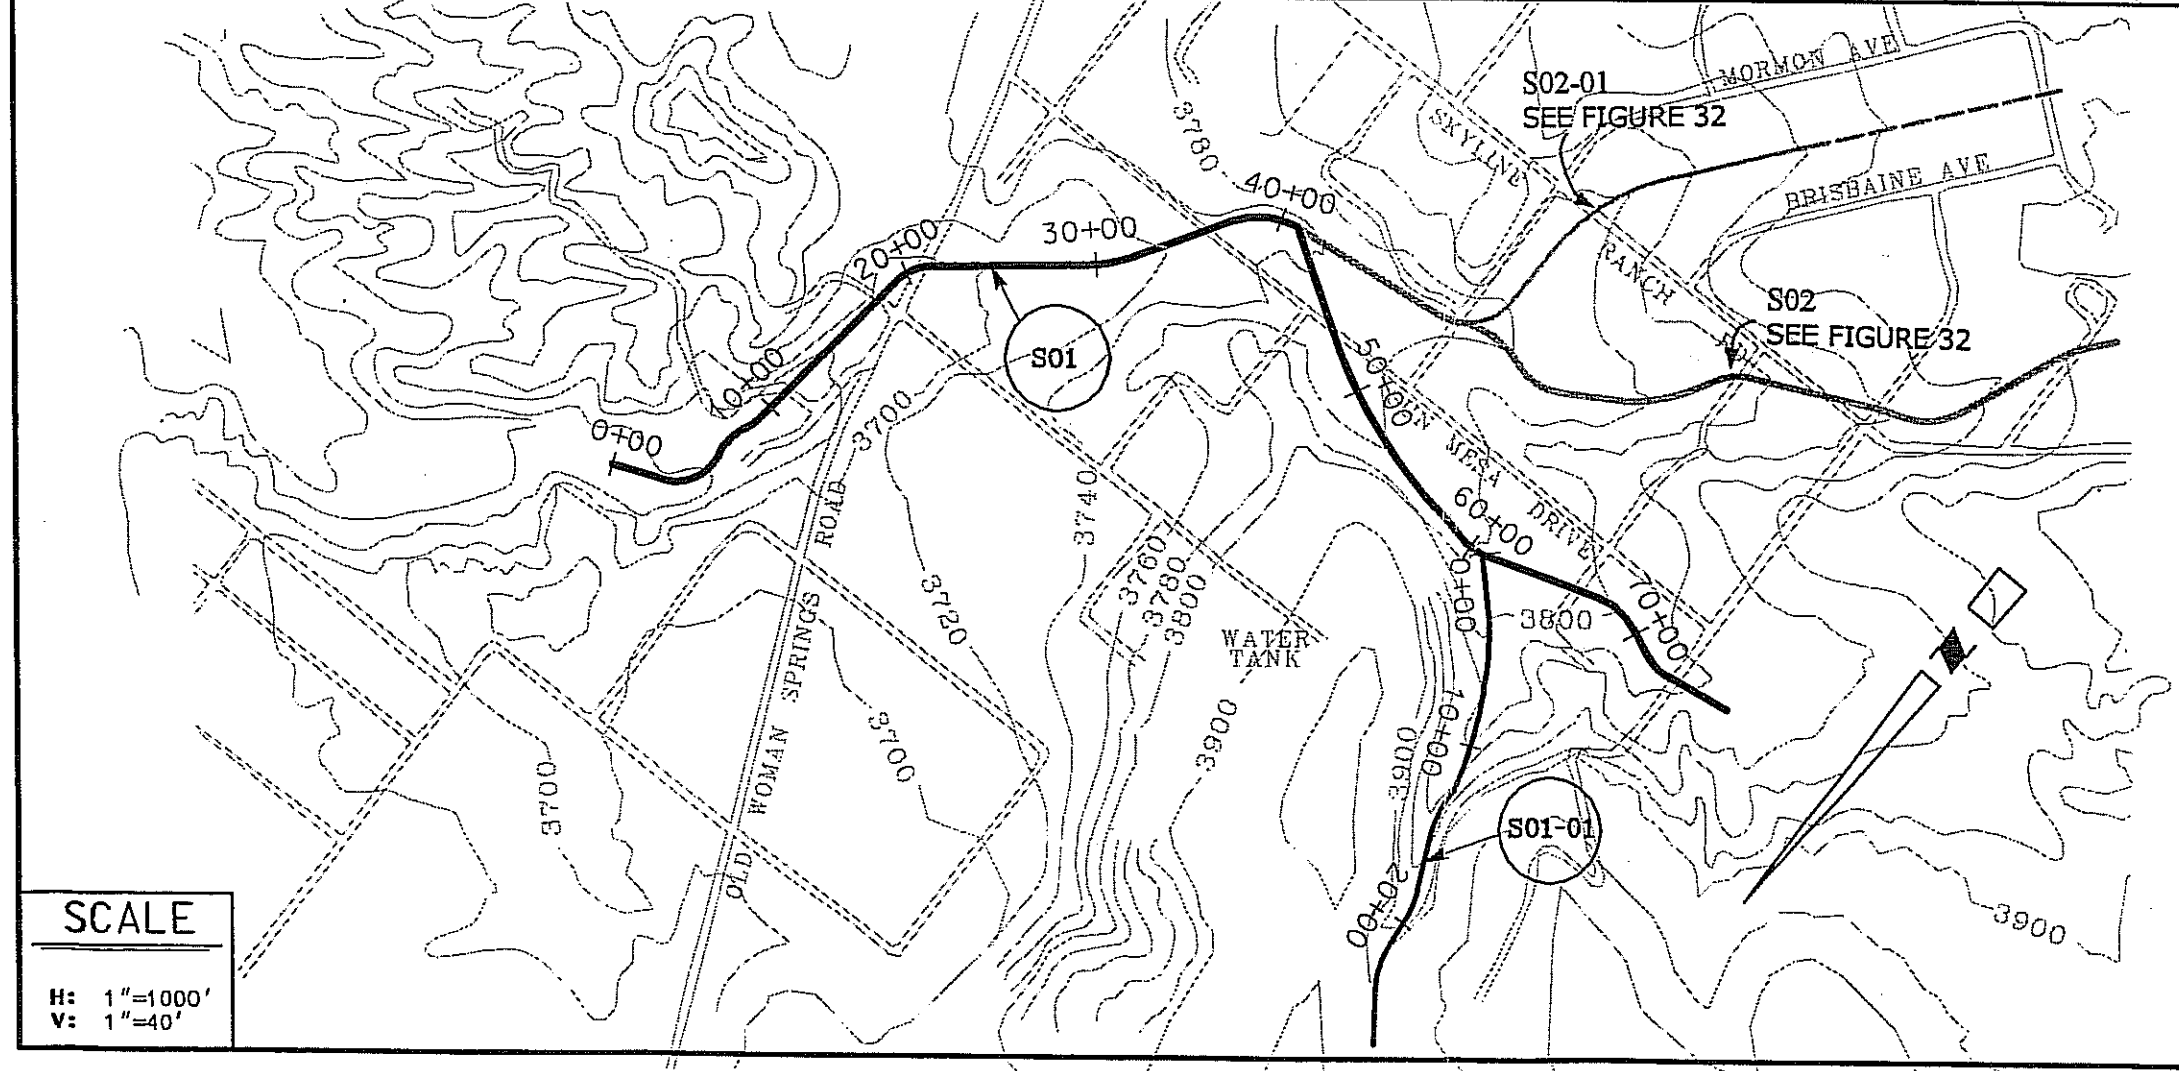 MORMON AVE
S02-01
SEE FIGURE 32
SKYLINE
RANCH
BRISBAINE AVE
3780
40+00
30+00
20+00
S02
SEE FIGURE 32
S01
10+00
0+00
3700
50+00
MESA
DRIVE
60+00
3740
ROAD
SPRINGS
WOMAN
OLD
3760
3780
3800
3720
0+00
3800
70+00
WATER
TANK
3700
3900
3900
10+00
3700
S01-01
20+00
3900
SCALE
H: 1"=1000'
V: 1"=40'